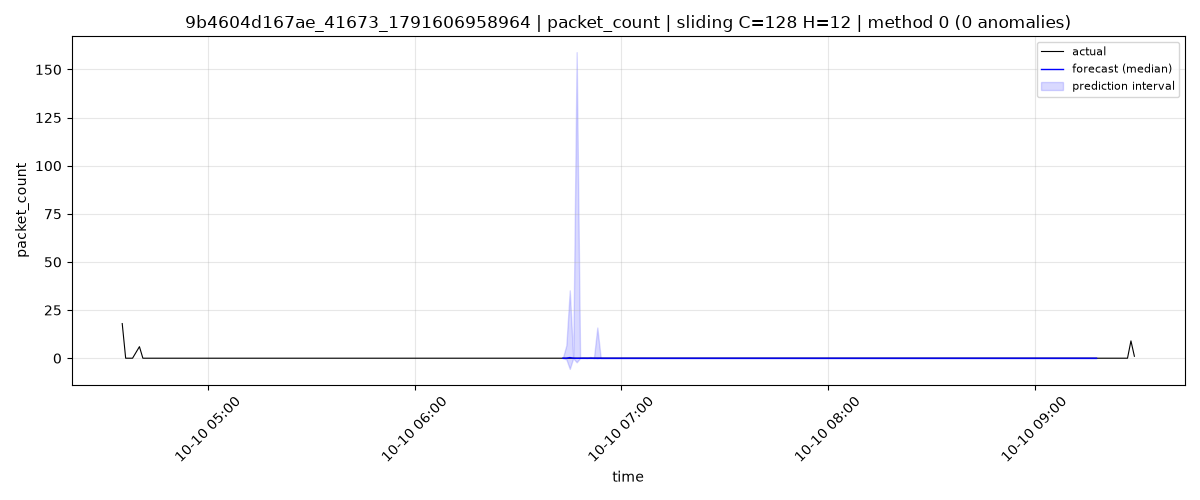 9b4604d167ae_41673_1791606958964 | packet_count | sliding C=128 H=12 | method 0 (0 anomalies)
actual
forecast (median)
prediction interval
150
125
100
75
50
25
0
packet_count
10-10 05:00
10-10 06:00
10-10 07:00
10-10 08:00
10-10 09:00
time